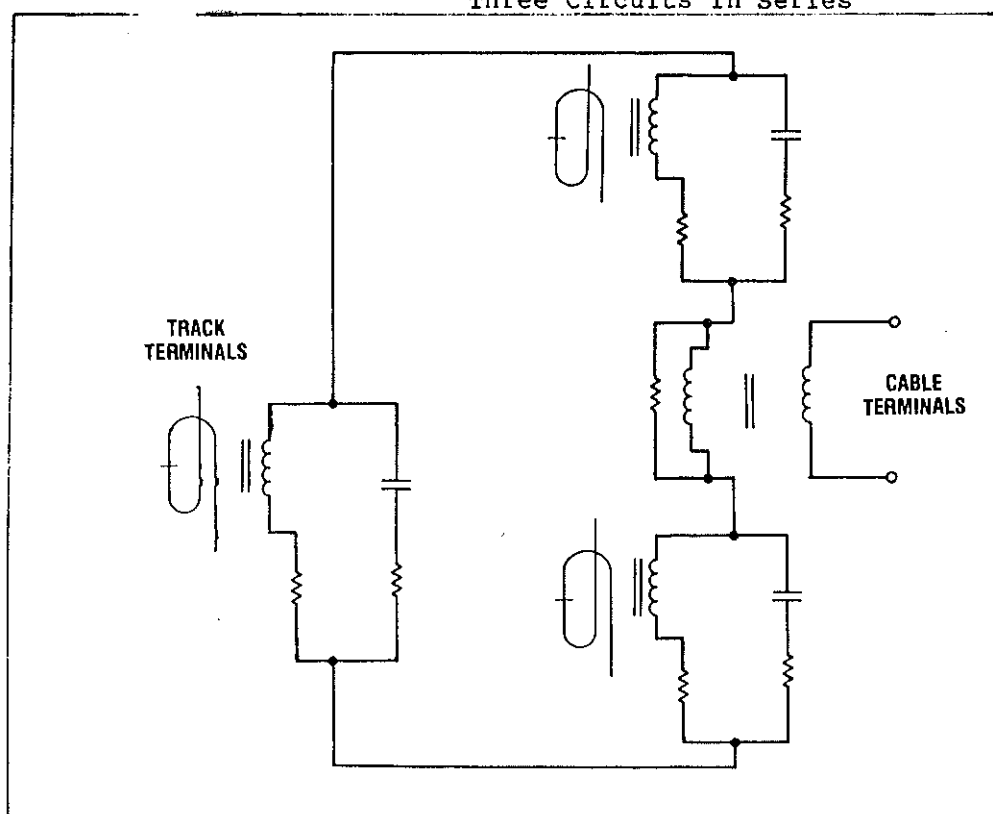 Three Circuits in Series
TRACK
TERMINALS
CABLE
TERMINALS